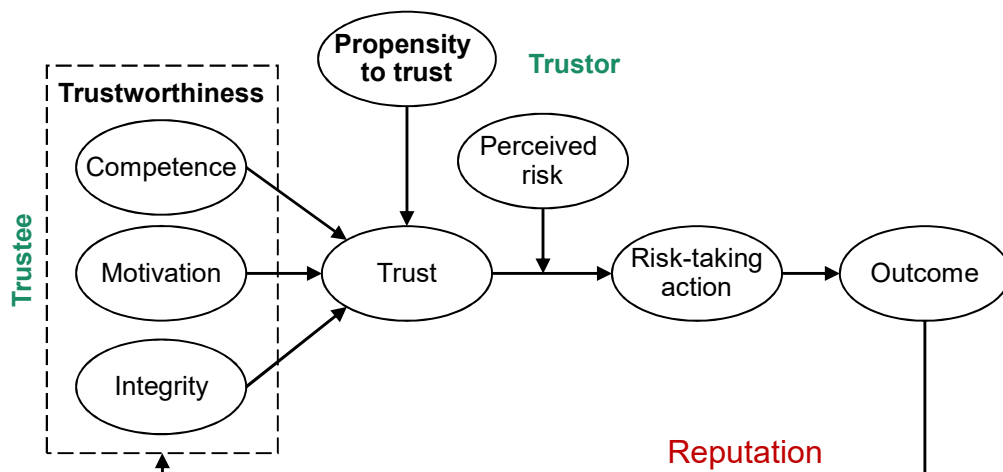 Propensity
to trust
Trustor
Trustworthiness
Perceived
risk
Competence
Trustee
Motivation
Trust
Risk-taking
action
Outcome
Integrity
Reputation